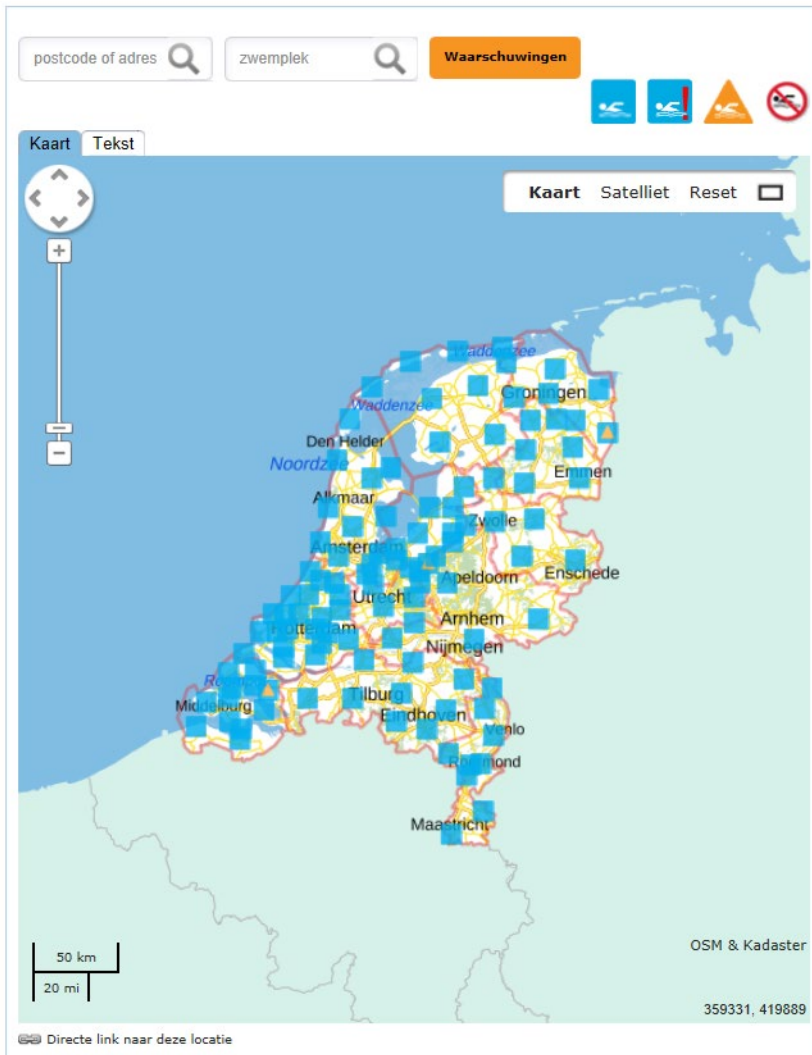 postcode of adres
zwemplek
Waarschuwingen
Kaart
Tekst
Kaart Satelliet Reset
Waddenzee
Groningen
Waddenzee
Den Helder
Noordzee
Emmen
Alkmaar
Zwolle
Amsterdam
Apeldoorn
Enschede
Utrecht
Arnhem
Rotterdam
Nijmegen
Tilburg
Middelburg
Eindhoven
Venlo
Roermond
Maastricht
50 km
20 mi
OSM & Kadaster
359331, 419889
Directe link naar deze locatie